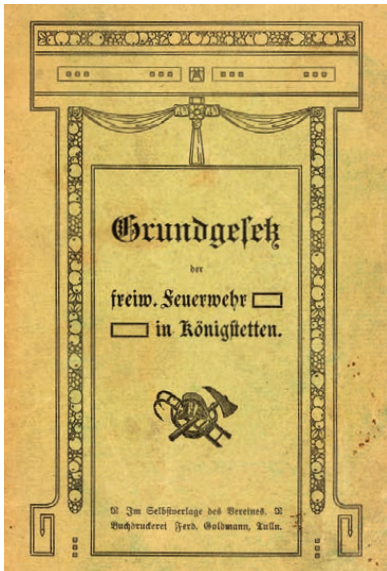 Grundgesetz
der
freiw. Feuerwehr
in Königstetten.
Im Selbstverlage des Vereines.
Buchdruckerei Ferd. Goldmann, Tulln.